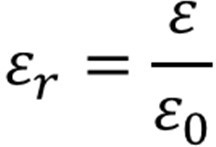 εᵣ = ε / ε₀